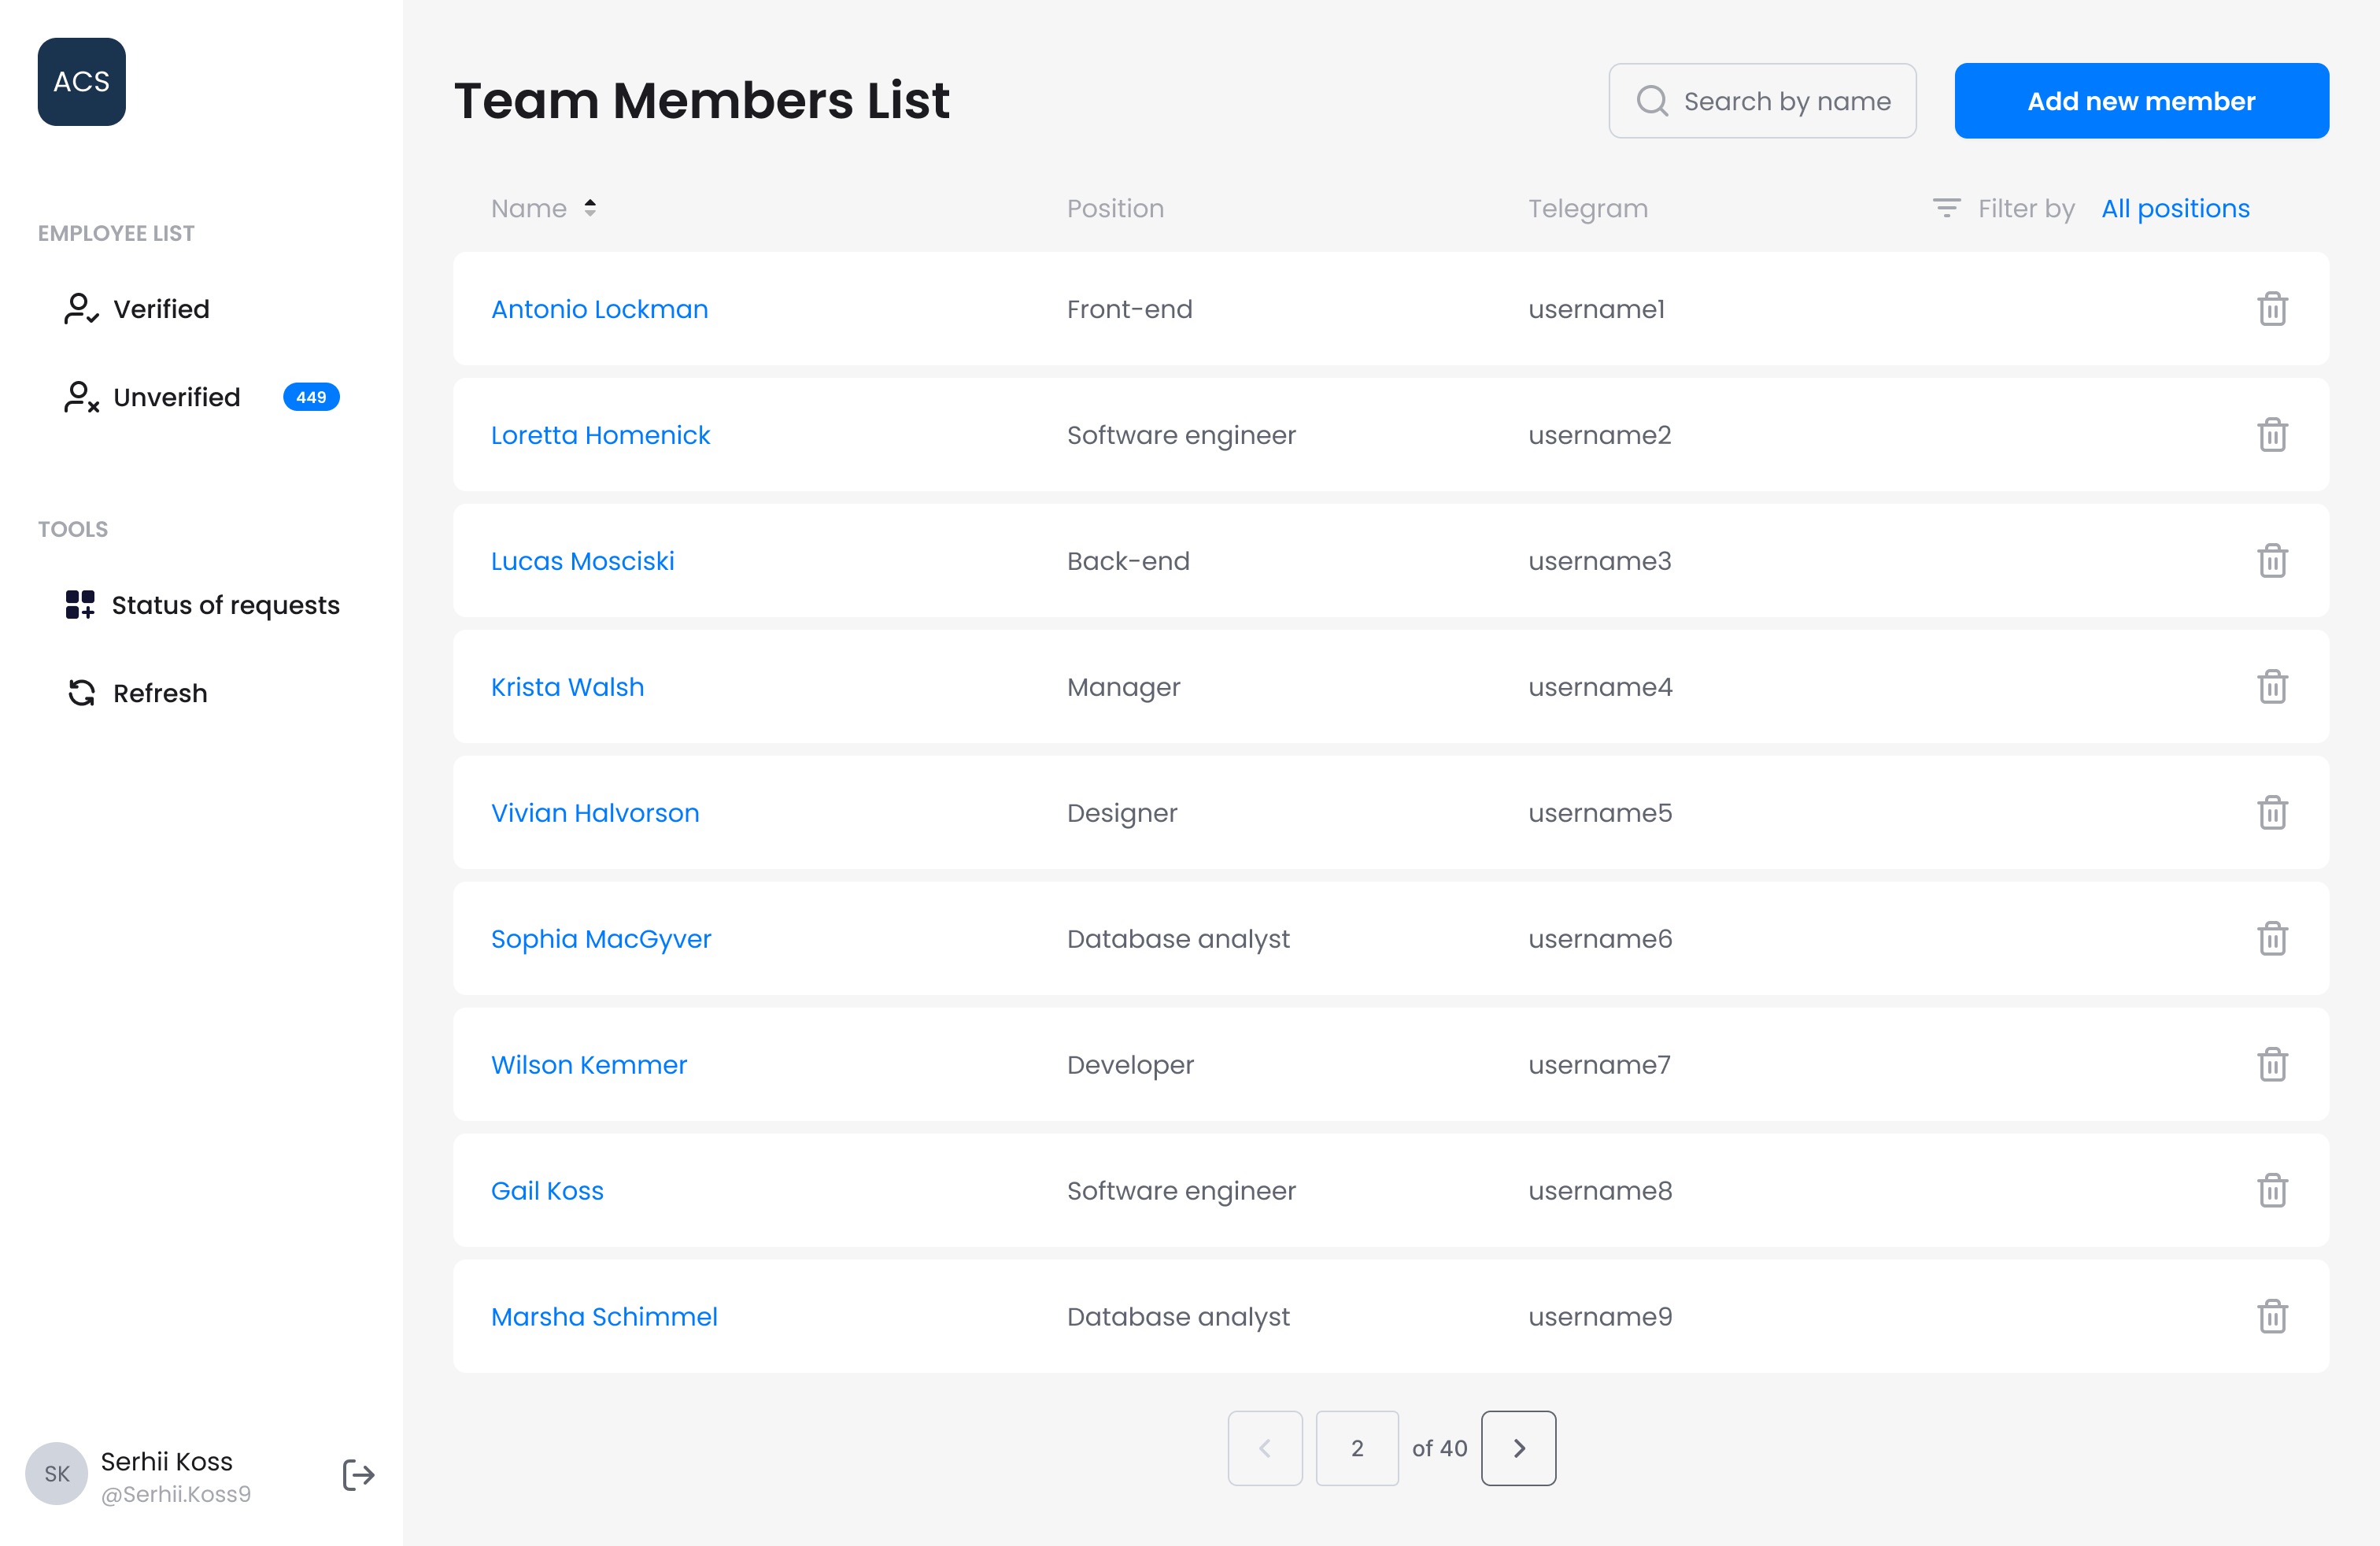 ACS
EMPLOYEE LIST
Verified
Unverified 449
TOOLS
Status of requests
Refresh
SK
Serhii Koss
@Serhii.Koss9
Team Members List
Search by name
Add new member
Name Position Telegram Filter by All positions
Antonio Lockman Front-end username1
Loretta Homenick Software engineer username2
Lucas Mosciski Back-end username3
Krista Walsh Manager username4
Vivian Halvorson Designer username5
Sophia MacGyver Database analyst username6
Wilson Kemmer Developer username7
Gail Koss Software engineer username8
Marsha Schimmel Database analyst username9
2 of 40